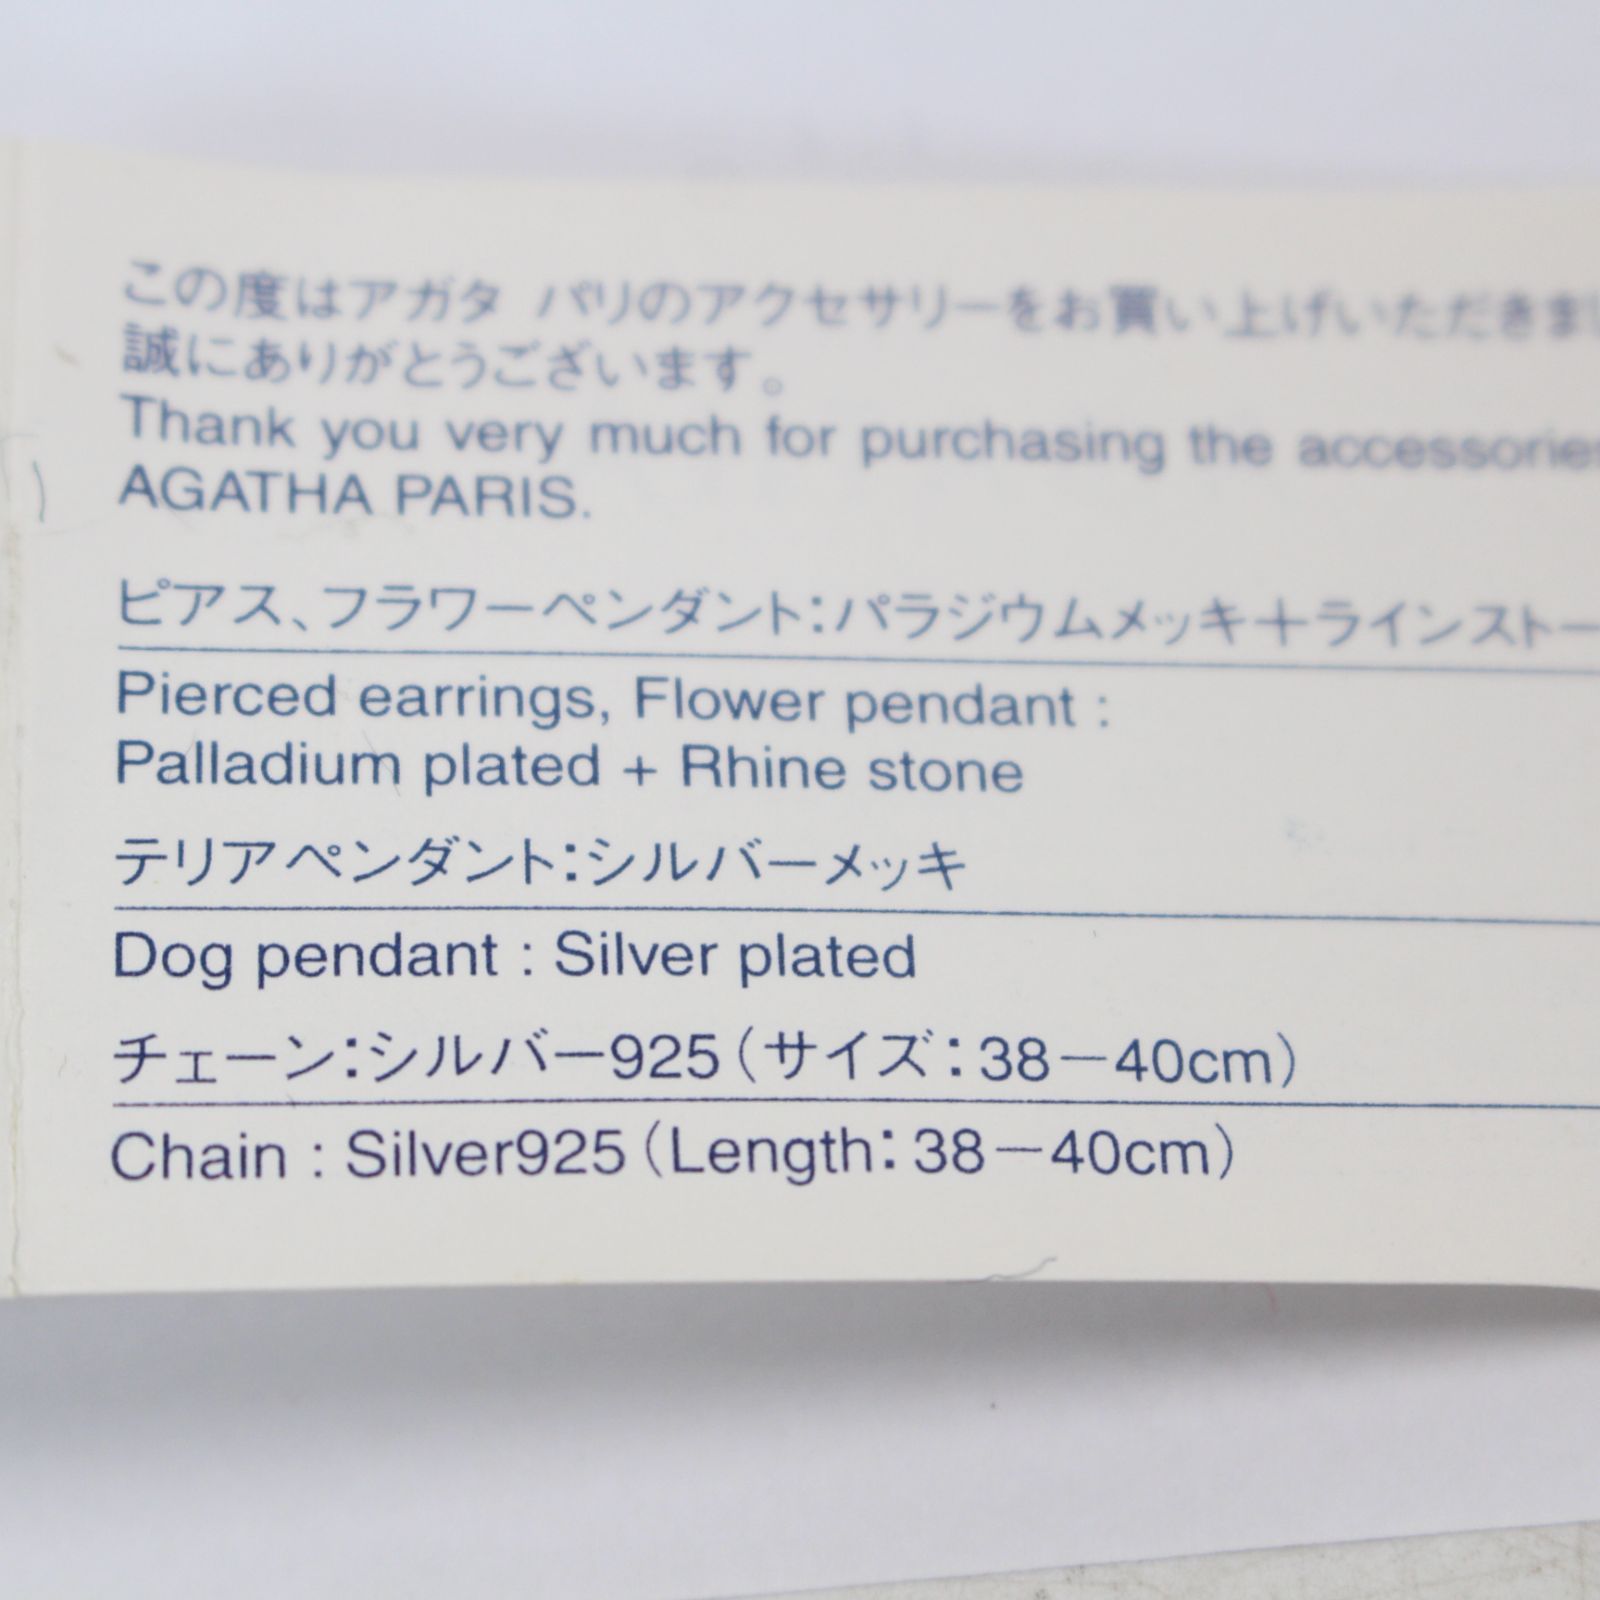 この度はアガタ パリのアクセサリーをお買い上げいただきまし
誠にありがとうございます。
Thank you very much for purchasing the accessories
AGATHA PARIS.
ピアス、フラワーペンダント：パラジウムメッキ＋ラインストー
Pierced earrings, Flower pendant :
Palladium plated + Rhine stone
テリアペンダント：シルバーメッキ
Dog pendant : Silver plated
チェーン：シルバー925（サイズ：38－40cm）
Chain : Silver925（Length：38－40cm）